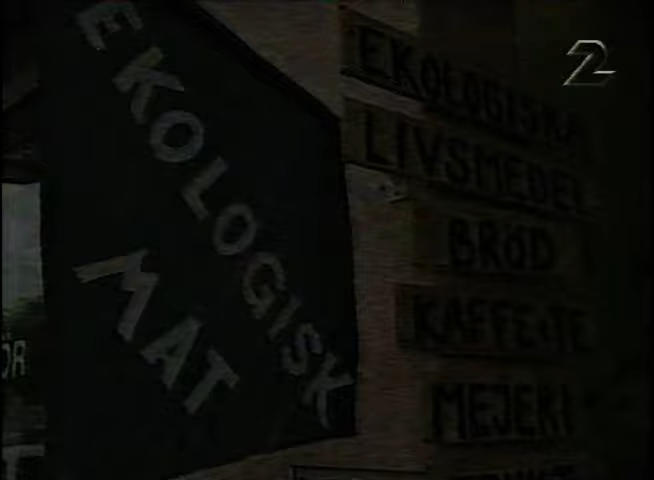 EKOLOGISK
MAT
EKOLOGISKA
LIVSMEDEL
BRÖD
KAFFE·TE
MEJERI
2